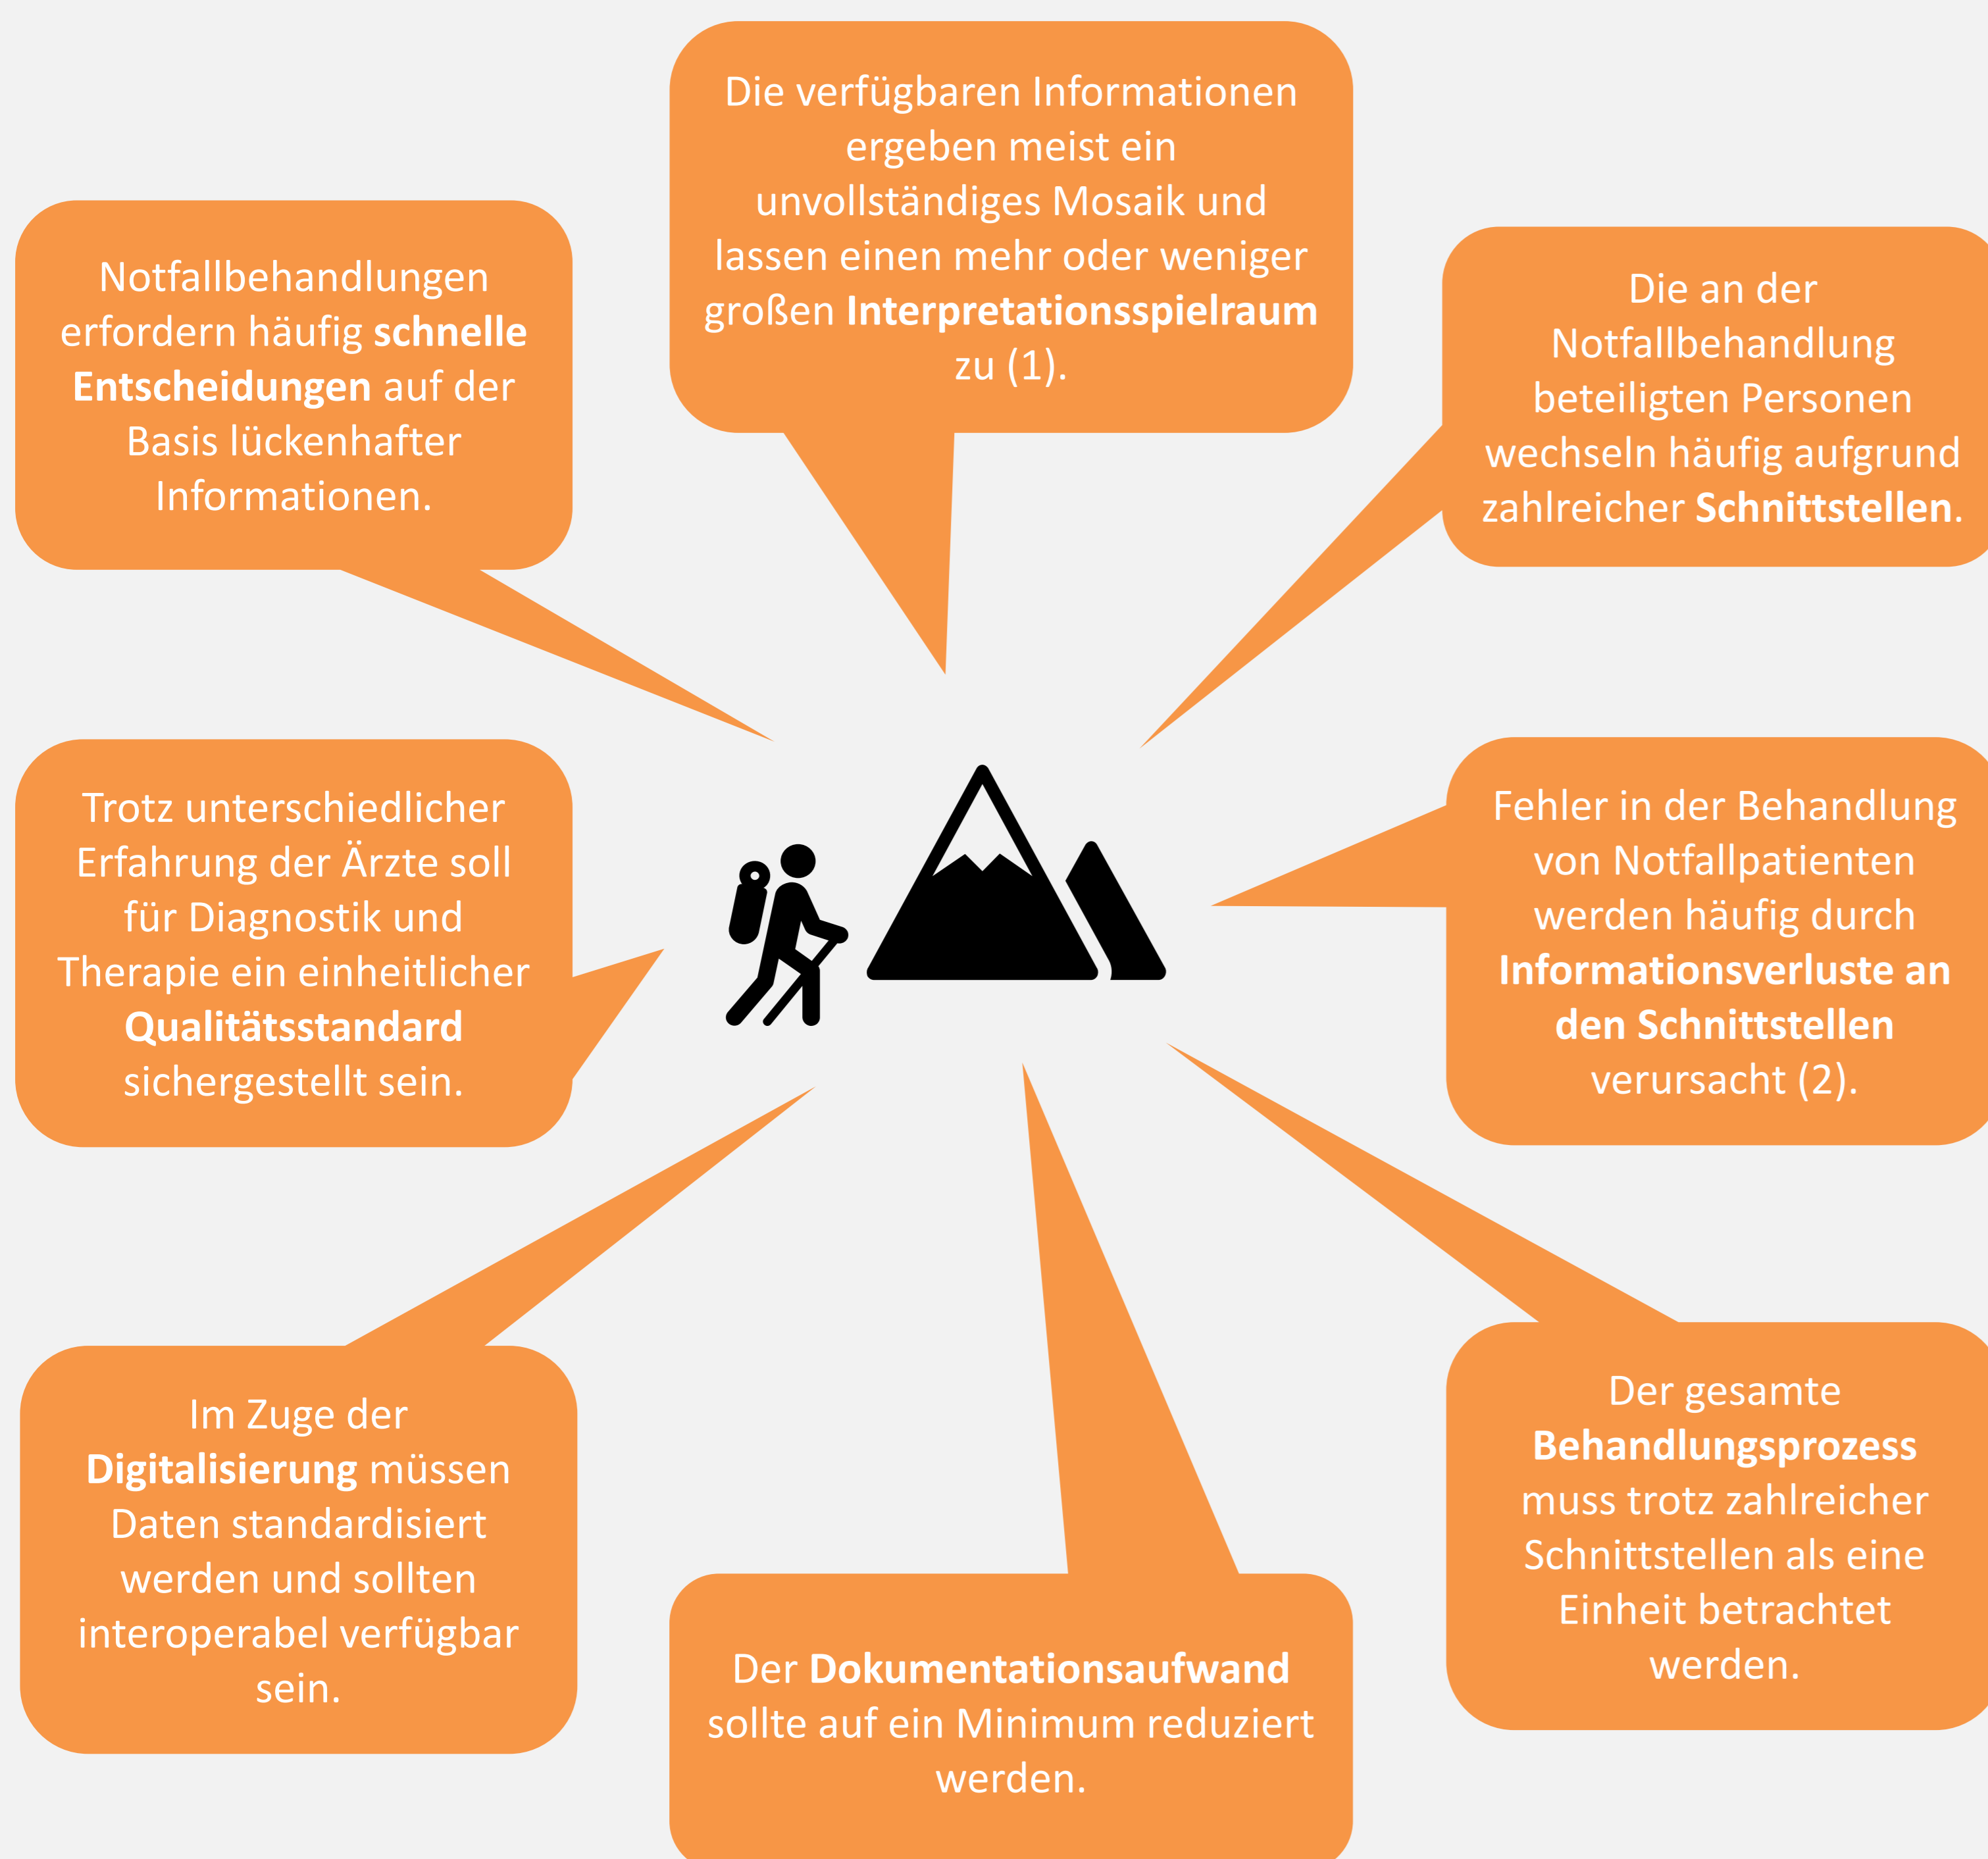 Die verfügbaren Informationen
ergeben meist ein
unvollständiges Mosaik und
lassen einen mehr oder weniger
großen Interpretationsspielraum
zu (1).
Notfallbehandlungen
erfordern häufig schnelle
Entscheidungen auf der
Basis lückenhafter
Informationen.
Die an der
Notfallbehandlung
beteiligten Personen
wechseln häufig aufgrund
zahlreicher Schnittstellen.
Trotz unterschiedlicher
Erfahrung der Ärzte soll
für Diagnostik und
Therapie ein einheitlicher
Qualitätsstandard
sichergestellt sein.
Fehler in der Behandlung
von Notfallpatienten
werden häufig durch
Informationsverluste an
den Schnittstellen
verursacht (2).
Im Zuge der
Digitalisierung müssen
Daten standardisiert
werden und sollten
interoperabel verfügbar
sein.
Der Dokumentationsaufwand
sollte auf ein Minimum reduziert
werden.
Der gesamte
Behandlungsprozess
muss trotz zahlreicher
Schnittstellen als eine
Einheit betrachtet
werden.